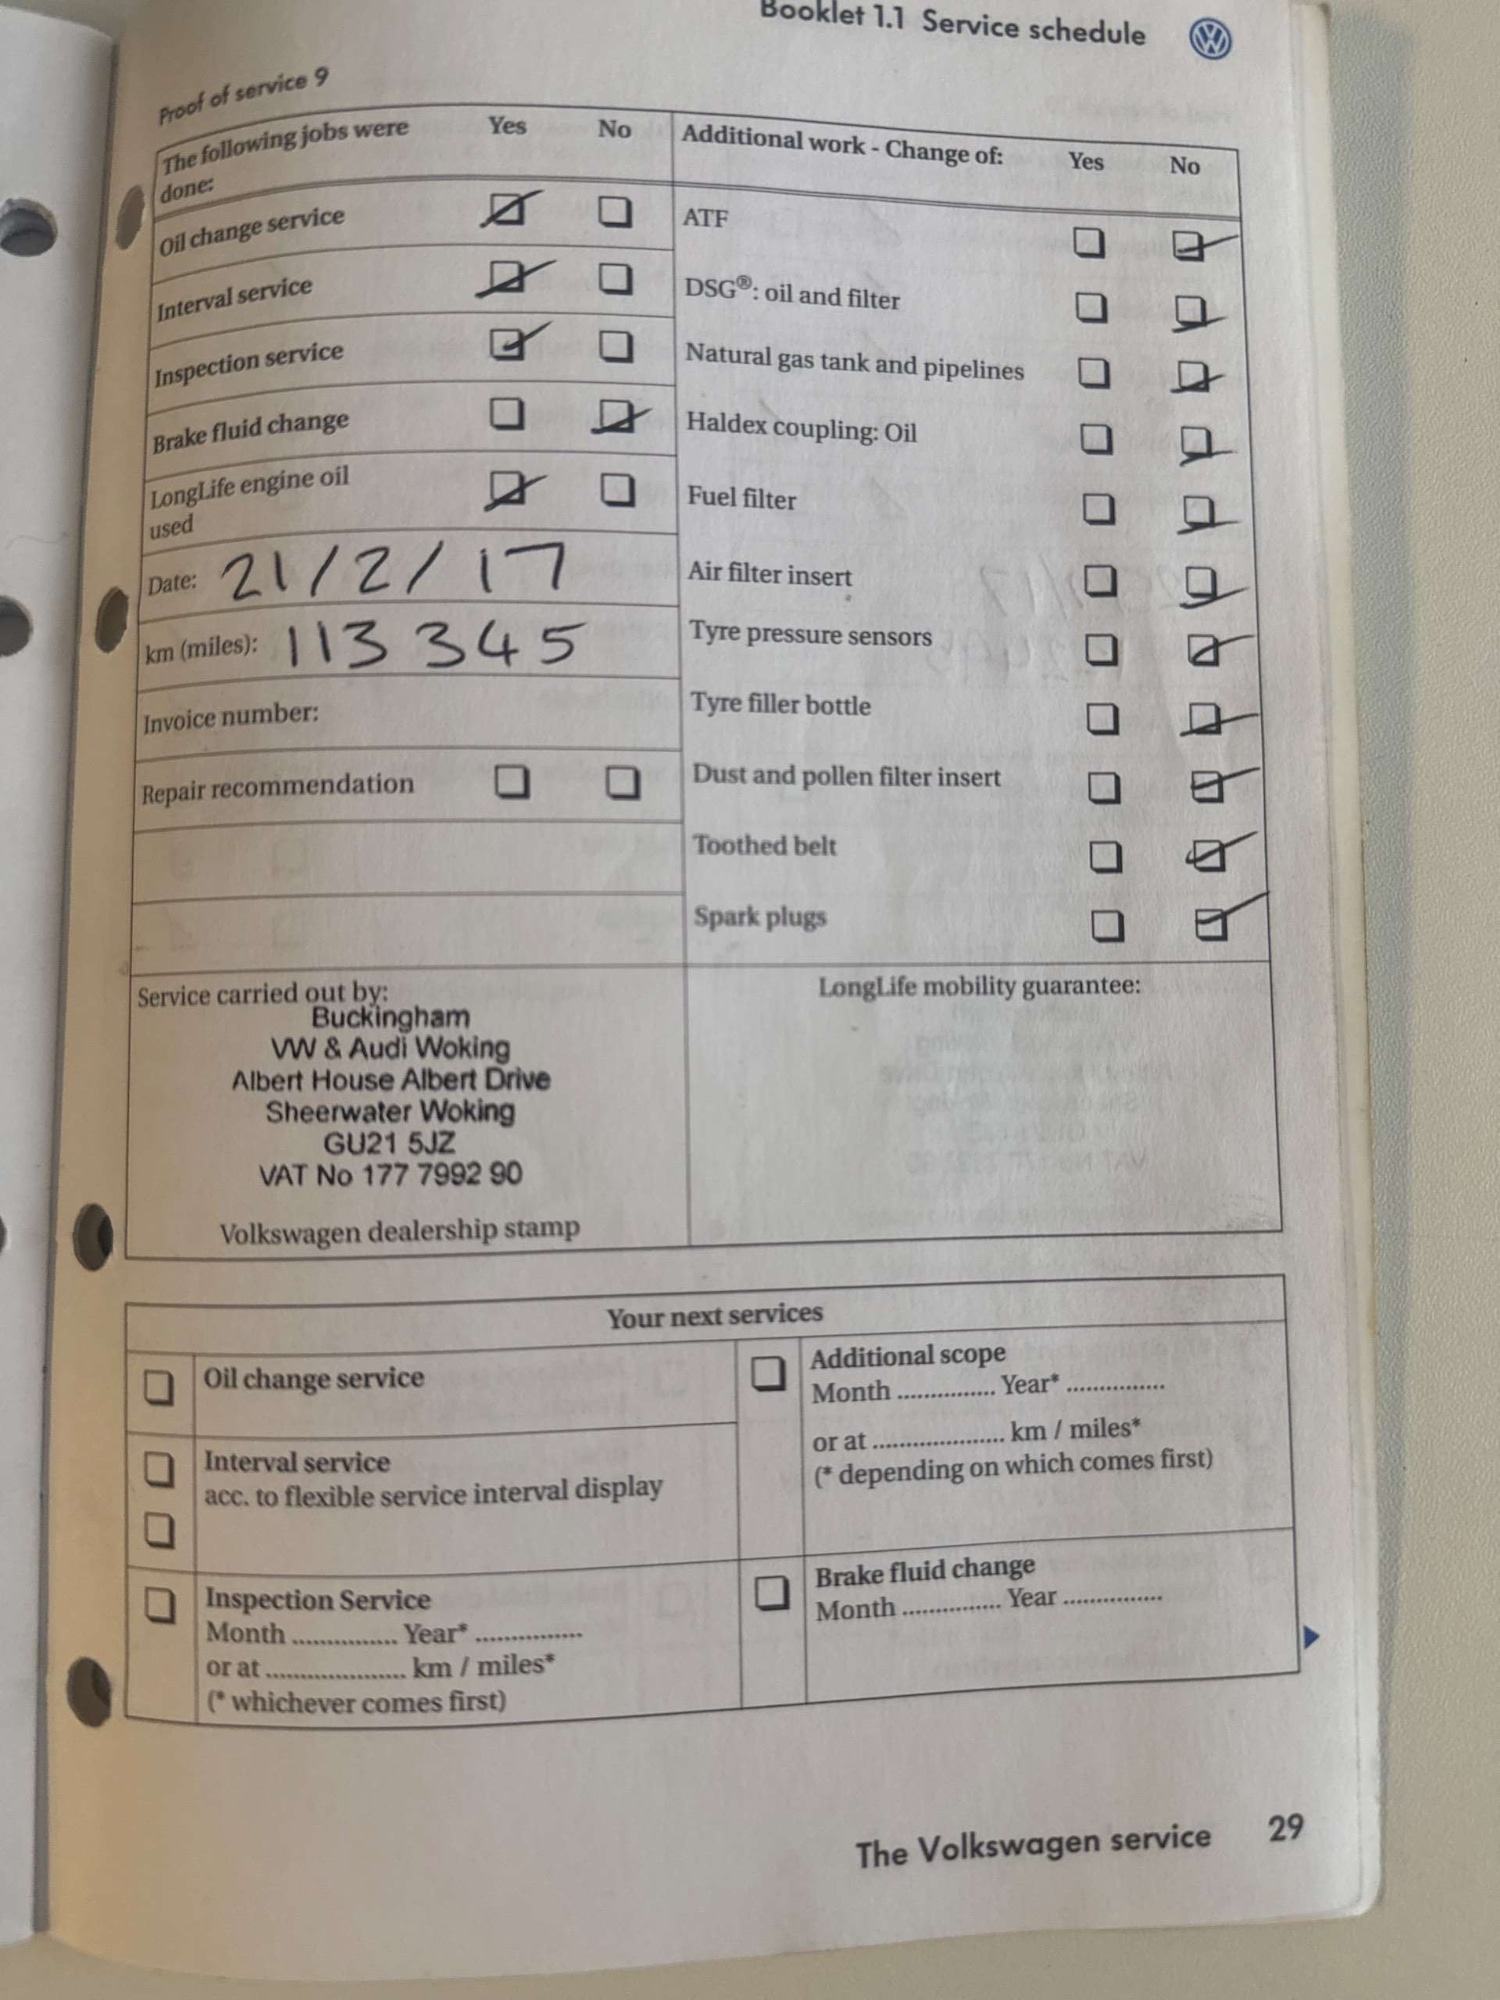 Booklet 1.1 Service schedule
Proof of service 9
The following jobs were
done:
Yes No
Oil change service
Interval service
Inspection service
Brake fluid change
LongLife engine oil
used
Date: 21/2/17
km (miles): 113 345
Invoice number:
Repair recommendation
Additional work - Change of: Yes No
ATF
DSG®: oil and filter
Natural gas tank and pipelines
Haldex coupling: Oil
Fuel filter
Air filter insert
Tyre pressure sensors
Tyre filler bottle
Dust and pollen filter insert
Toothed belt
Spark plugs
Service carried out by:
Buckingham
VW & Audi Woking
Albert House Albert Drive
Sheerwater Woking
GU21 5JZ
VAT No 177 7992 90
Volkswagen dealership stamp
LongLife mobility guarantee:
Your next services
Oil change service
Interval service
acc. to flexible service interval display
Inspection Service
Month ............... Year* ...............
or at .................... km / miles*
(* whichever comes first)
Additional scope
Month ............... Year* ...............
or at .................... km / miles*
(* depending on which comes first)
Brake fluid change
Month ............... Year ...............
The Volkswagen service 29